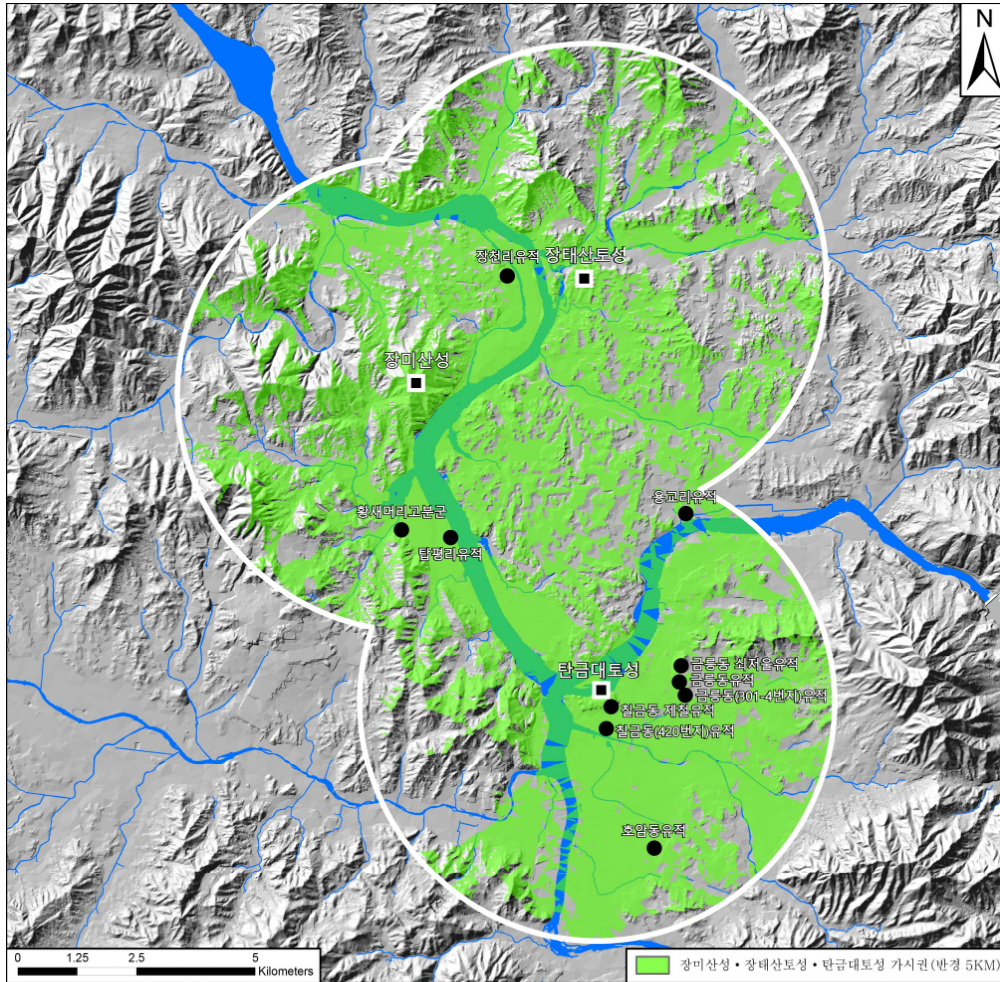 N
장천리유적
장태산토성
장미산성
용교리유적
황새머리고분군
탑평리유적
탄금대토성
금릉동 쇠저울유적
금릉동유적
금릉동(301-4번지)유적
칠금동 제철유적
칠금동(420번지)유적
호암동유적
0 1.25 2.5 5
Kilometers
장미산성・장태산토성・탄금대토성 가시권(반경 5KM)